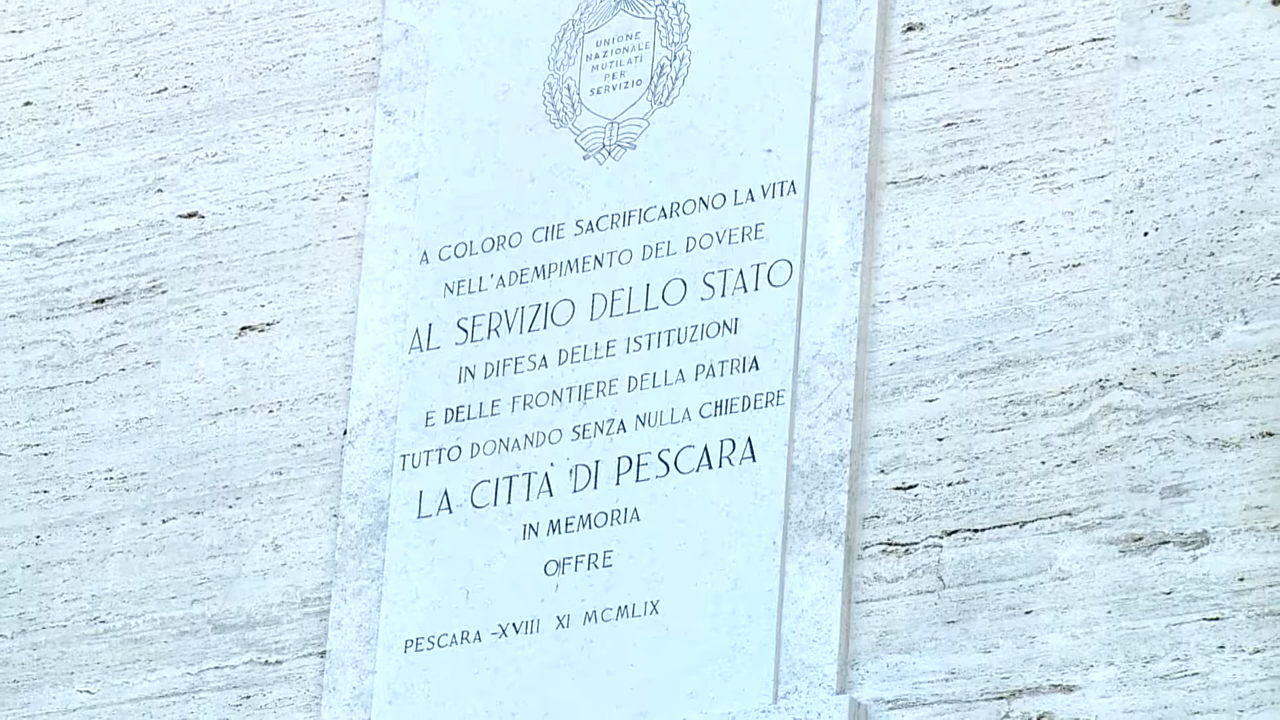 UNIONE
NAZIONALE
MUTILATI
PER
SERVIZIO
A COLORO CHE SACRIFICARONO LA VITA
NELL'ADEMPIMENTO DEL DOVERE
AL SERVIZIO DELLO STATO
IN DIFESA DELLE ISTITUZIONI
E DELLE FRONTIERE DELLA PATRIA
TUTTO DONANDO SENZA NULLA CHIEDERE
LA CITTÀ DI PESCARA
IN MEMORIA
OFFRE
PESCARA -XVIII XI MCMLIX